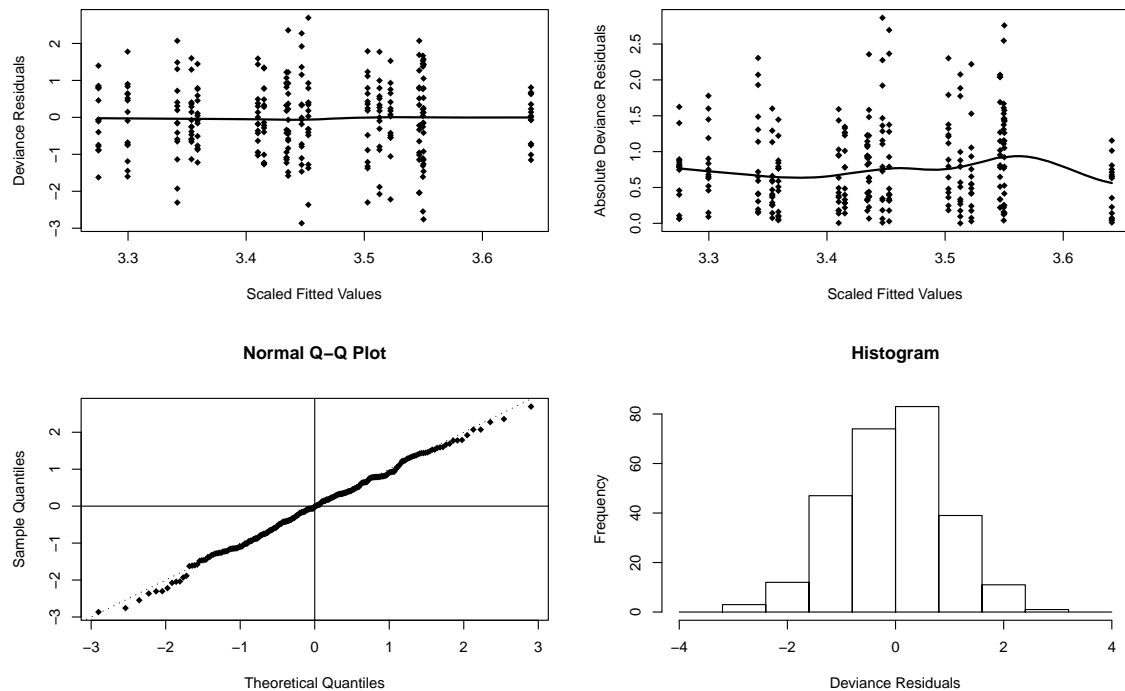 Deviance Residuals
2
1
0
−1
−2
−3
3.3 3.4 3.5 3.6
Scaled Fitted Values
Absolute Deviance Residuals
2.5
2.0
1.5
1.0
0.5
0.0
3.3 3.4 3.5 3.6
Scaled Fitted Values
Normal Q−Q Plot
Sample Quantiles
2
1
0
−1
−2
−3
−3 −2 −1 0 1 2 3
Theoretical Quantiles
Histogram
Frequency
80
60
40
20
0
−4 −2 0 2 4
Deviance Residuals